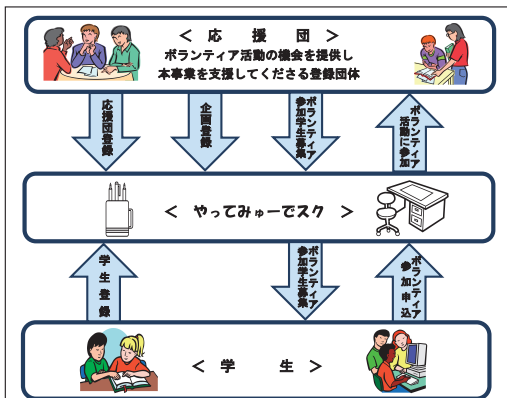 ＜ 応 援 団 ＞
ボランティア活動の機会を提供し
本事業を支援してくださる登録団体
応援団登録
企画登録
ボランティア
参加学生募集
ボランティア
活動に参加
＜ やってみゅーでスク ＞
学生登録
ボランティア
参加学生募集
ボランティア
参加申込
＜ 学 生 ＞